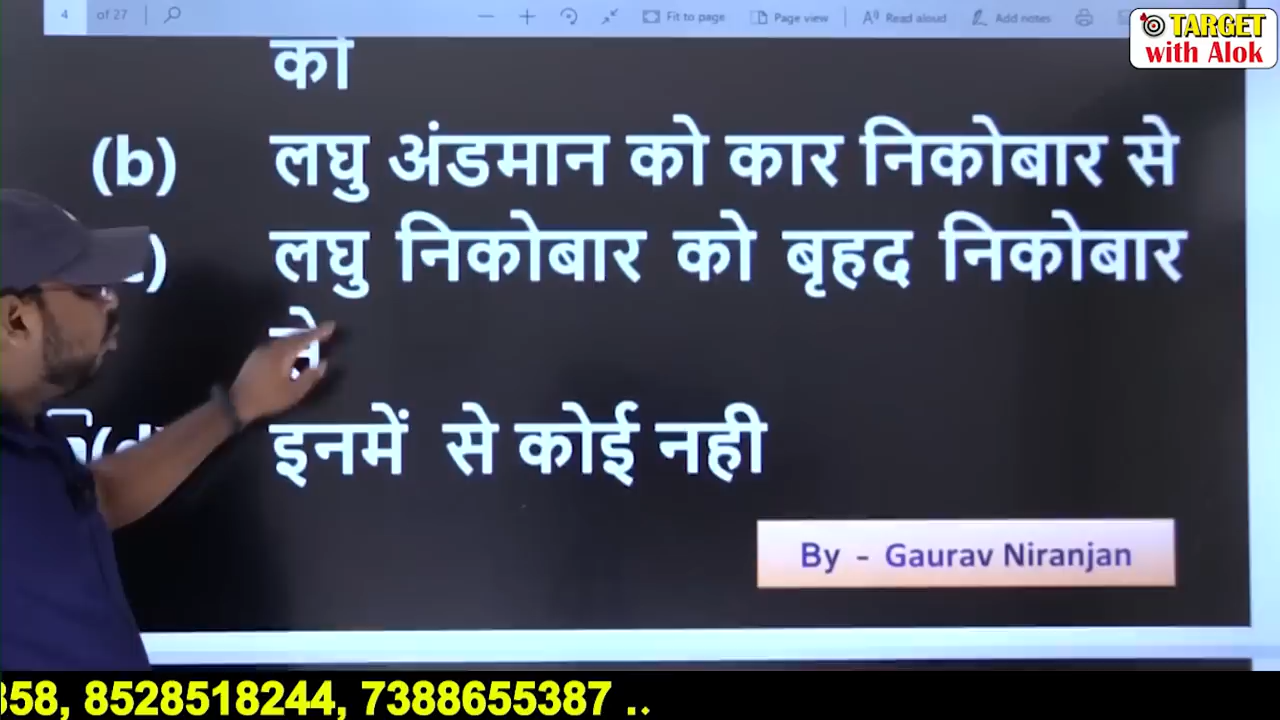 4 of 27 Fit to page Page view Read aloud Add notes
TARGET
with Alok
को
(b) लघु अंडमान को कार निकोबार से
लघु निकोबार को बृहद निकोबार
से
(d) इनमें से कोई नही
By - Gaurav Niranjan
358, 8528518244, 7388655387 ..